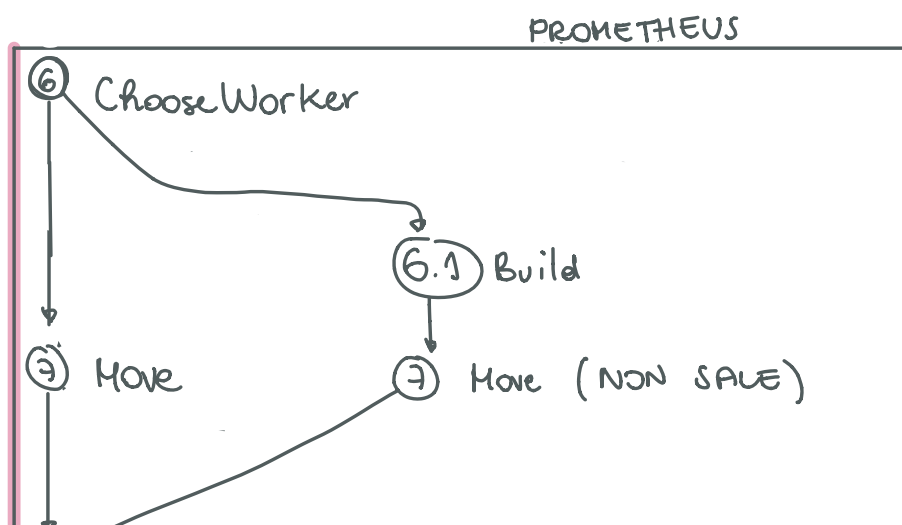 PROMETHEUS
6 ChooseWorker
6.1 Build
7 Move
7 Move (NON SALE)